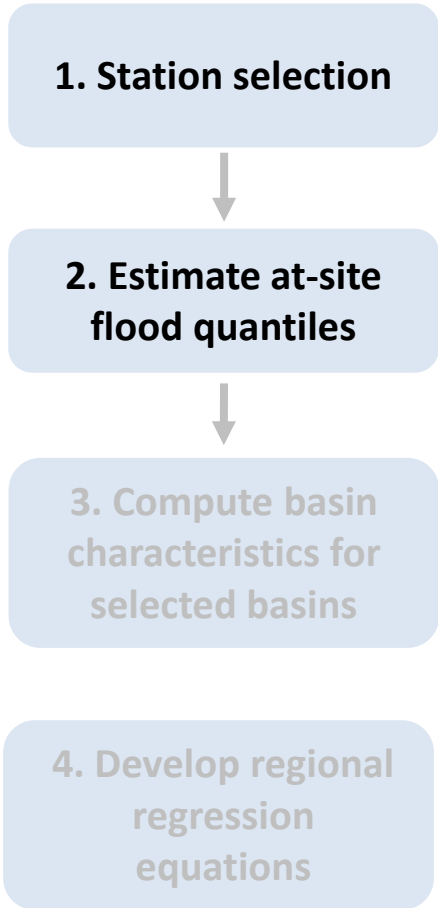 1. Station selection
2. Estimate at-site
flood quantiles
3. Compute basin
characteristics for
selected basins
4. Develop regional
regression
equations